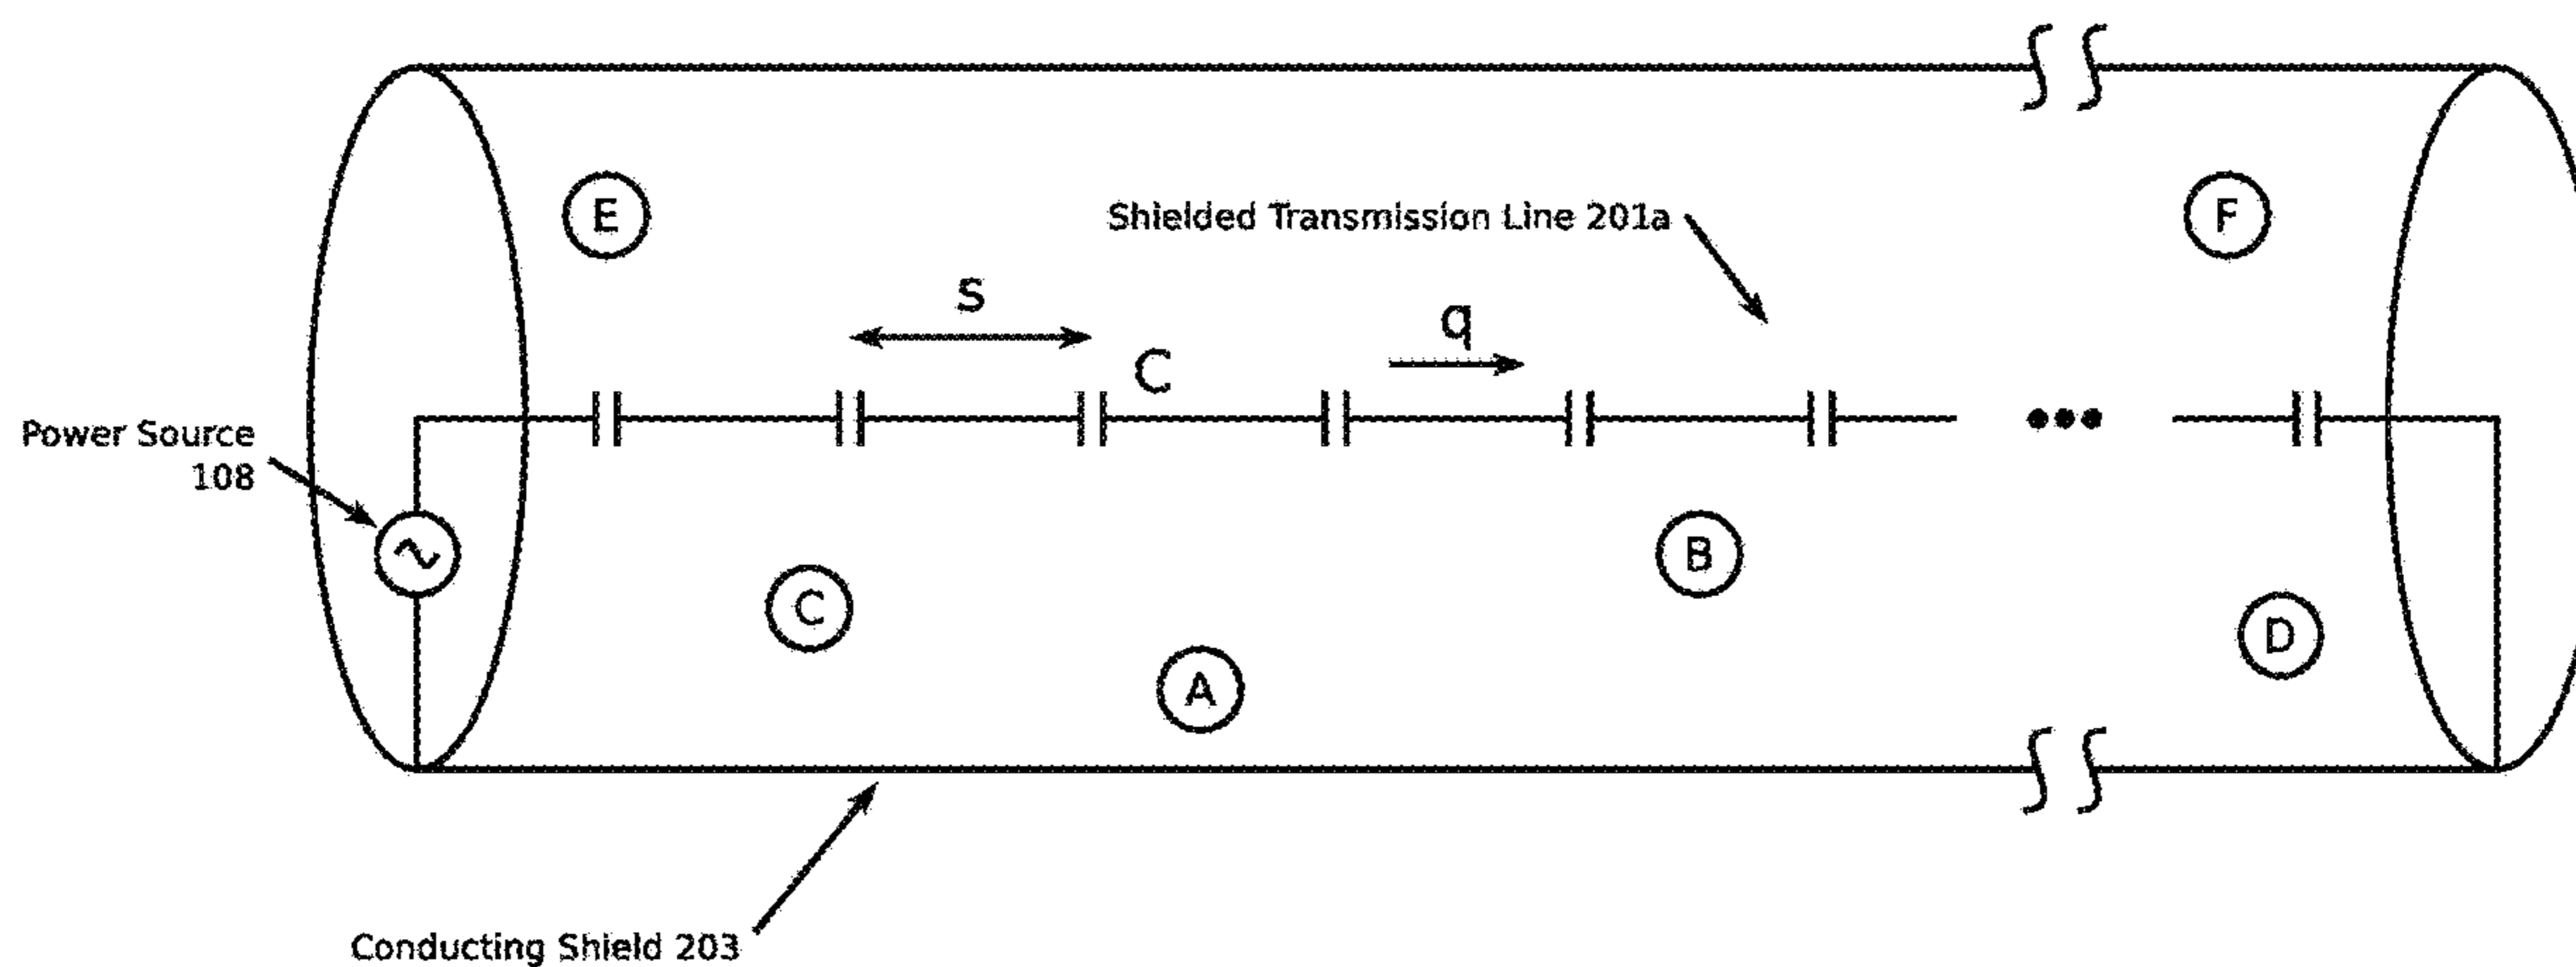 E
Shielded Transmission Line 201a
F
s
q
C
Power Source
108
B
C
D
A
Conducting Shield 203